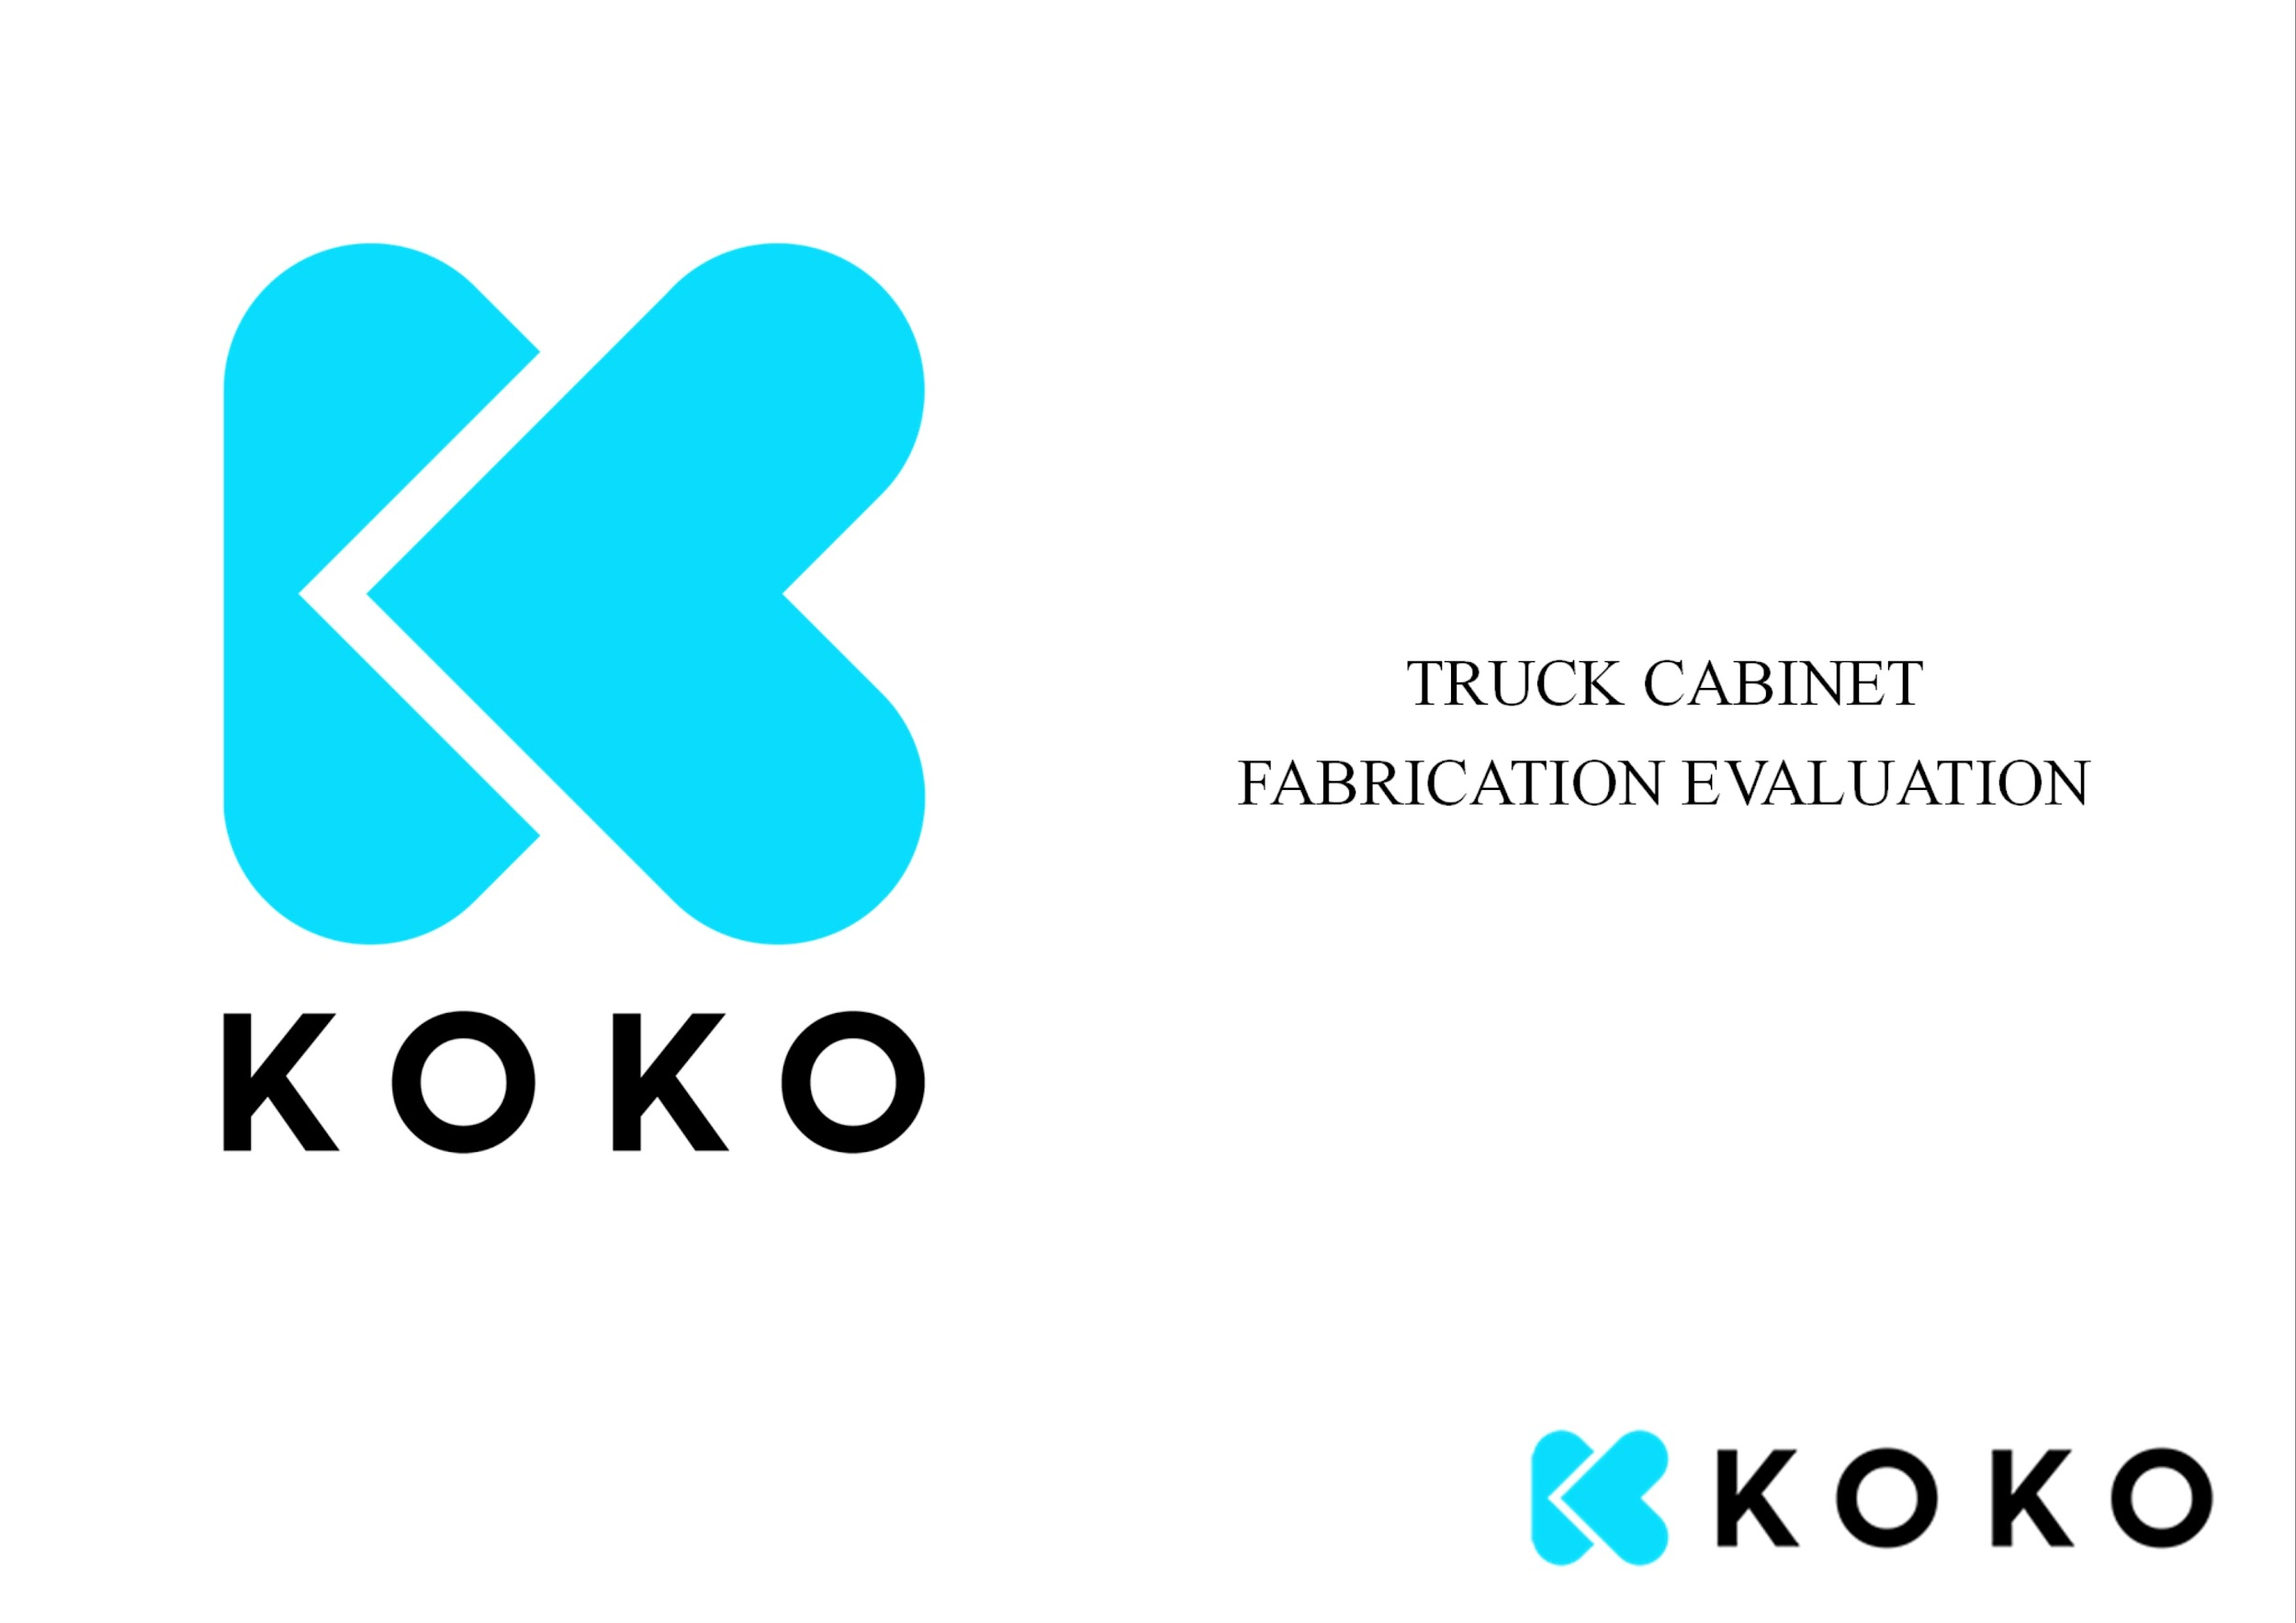 KOKO
TRUCK CABINET
FABRICATION EVALUATION
KOKO